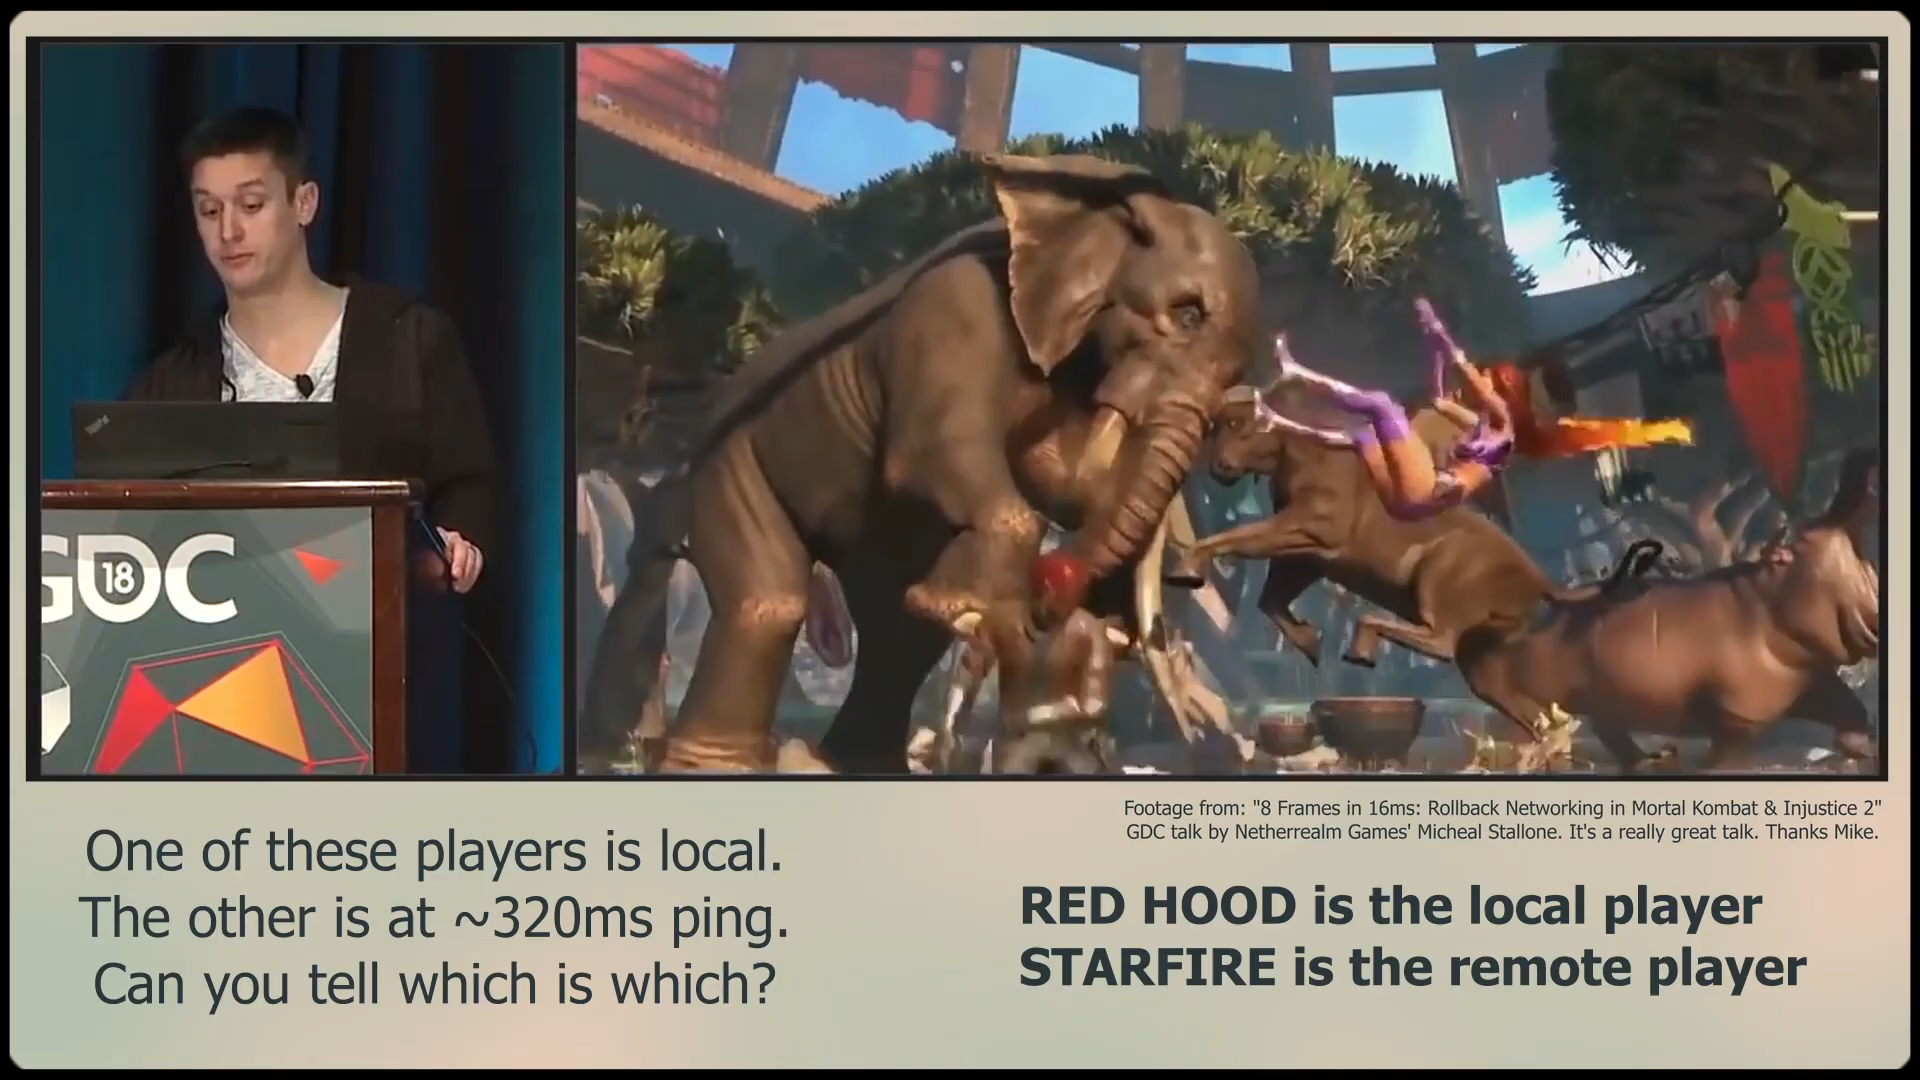 ThinkPad
GDC
18
Footage from: "8 Frames in 16ms: Rollback Networking in Mortal Kombat & Injustice 2"
GDC talk by Netherrealm Games' Micheal Stallone. It's a really great talk. Thanks Mike.
One of these players is local.
The other is at ~320ms ping.
Can you tell which is which?
RED HOOD is the local player
STARFIRE is the remote player